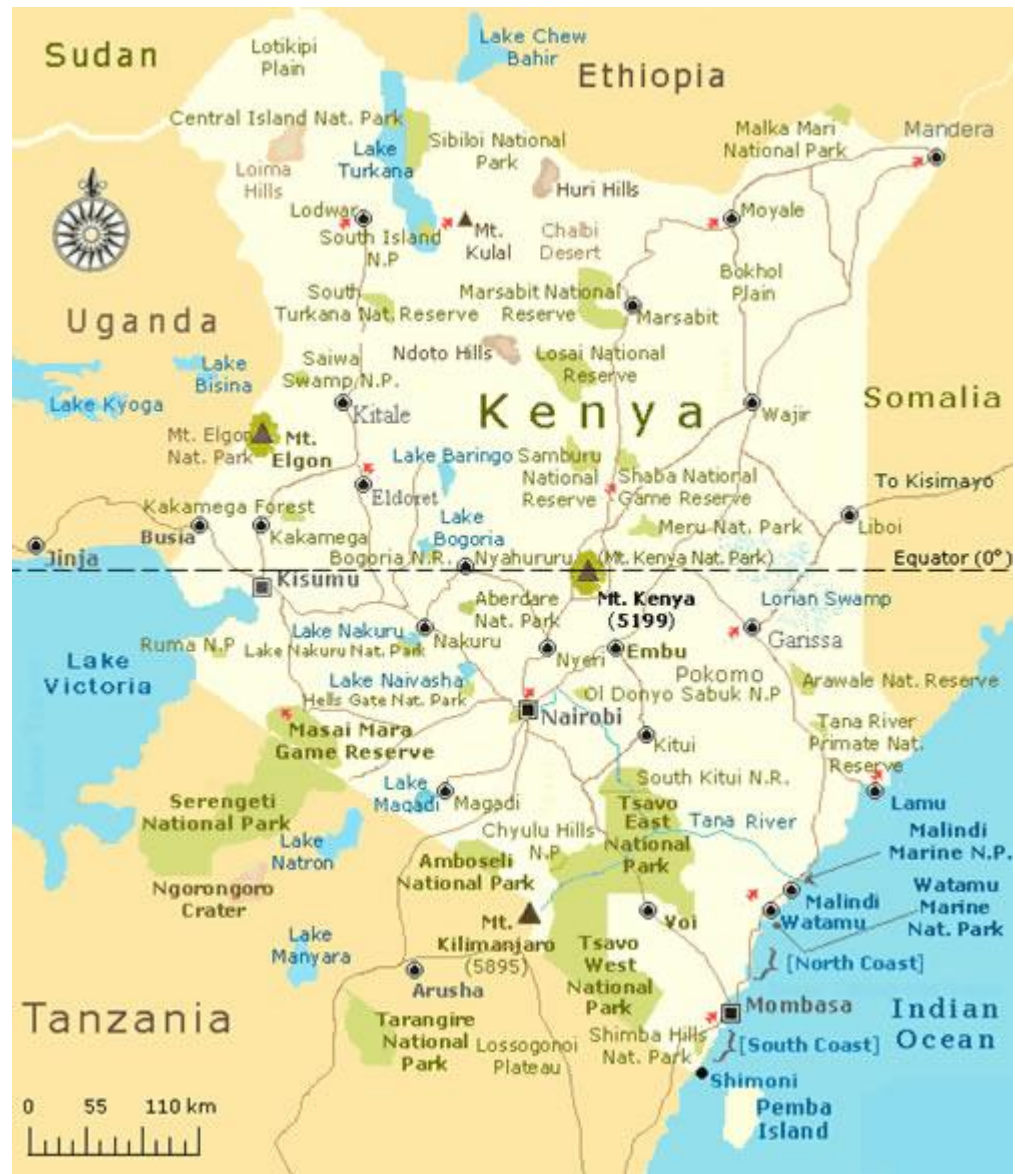 Sudan
Lotikipi
Plain
Lake Chew
Bahir
Ethiopia
Central Island Nat. Park
Loima
Hills
Lake
Turkana
Sibiloi National
Park
Malka Mari
National Park
Mandera
Huri Hills
Lodwar
South Island
N.P
Mt.
Kulal
Chalbi
Desert
Moyale
Bokhol
Plain
Uganda
South
Turkana Nat. Reserve
Marsabit National
Reserve
Marsabit
Ndoto Hills
Losai National
Reserve
Lake
Bisina
Saiwa
Swamp N.P.
Lake Kyoga
Kitale
Kenya
Wajir
Somalia
Mt. Elgon
Nat. Park
Mt.
Elgon
Lake Baringo
Samburu
National
Reserve
Shaba National
Game Reserve
Eldoret
To Kisimayo
Kakamega Forest
Busia
Kakamega
Lake
Bogoria
Meru Nat. Park
Liboi
Jinja
Bogoria N.R.
Nyahururu
(Mt. Kenya Nat. Park)
Equator (0°)
Kisumu
Aberdare
Nat. Park
Mt. Kenya
(5199)
Lorian Swamp
Ruma N.P
Lake Nakuru
Lake Nakuru Nat. Park
Nakuru
Nyeri
Embu
Garissa
Pokomo
Lake
Victoria
Lake Naivasha
Hells Gate Nat. Park
Ol Donyo Sabuk N.P
Arawale Nat. Reserve
Nairobi
Masai Mara
Game Reserve
Kitui
Tana River
Primate Nat.
Reserve
Lake
Magadi
Magadi
South Kitui N.R.
Lamu
Serengeti
National Park
Tsavo
East
National
Park
Tana River
Malindi
Marine N.P.
Lake
Natron
Chyulu Hills
N.P
Amboseli
National Park
Ngorongoro
Crater
Malindi
Watamu
Watamu
Marine
Nat. Park
Mt.
Kilimanjaro
(5895)
Voi
Lake
Manyara
Tsavo
West
National
Park
[North Coast]
Arusha
Mombasa
Indian
Ocean
Tanzania
Tarangire
National
Park
Lossogonoi
Plateau
Shimba Hills
Nat. Park
[South Coast]
Shimoni
Pemba
Island
0 55 110 km